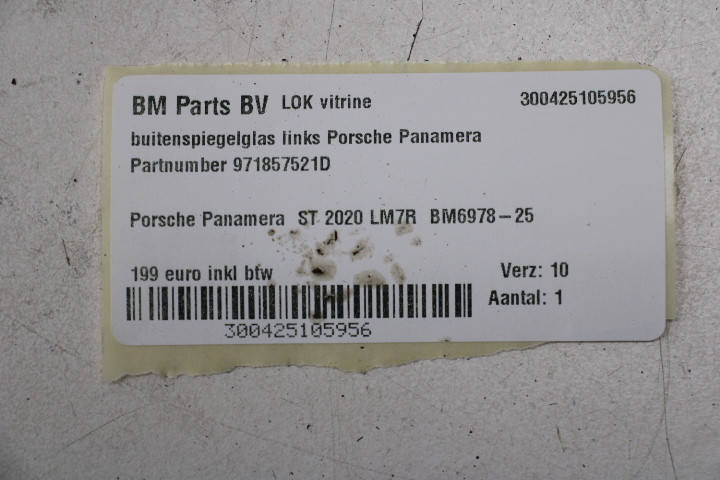 BM Parts BV LOK vitrine 300425105956
buitenspiegelglas links Porsche Panamera
Partnumber 971857521D
Porsche Panamera ST 2020 LM7R BM6978-25
199 euro inkl btw Verz: 10
Aantal: 1
300425105956